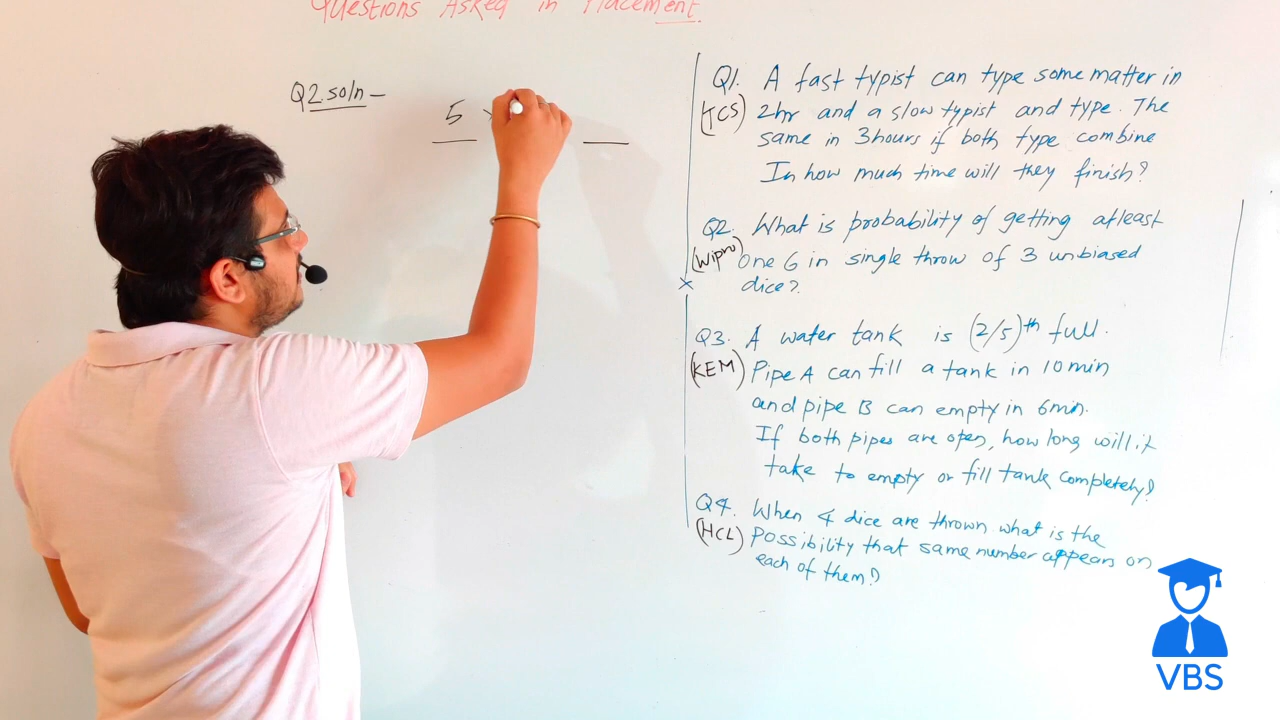 Questions Asked in Placement
Q2 soln -
5 ×
Q1. A fast typist can type some matter in
(TCS) 2hr and a slow typist and type. The
same in 3hours if both type combine
In how much time will they finish?
Q2. What is probability of getting atleast
(Wipro) One 6 in single throw of 3 unbiased
dice?
×
Q3. A water tank is (2/5)th full.
(KEM) Pipe A can fill a tank in 10 min
and pipe B can empty in 6min.
If both pipes are open, how long will it
take to empty or fill tank completely?
Q4. When 4 dice are thrown what is the
(HCL) Possibility that same number appears on
each of them?
VBS